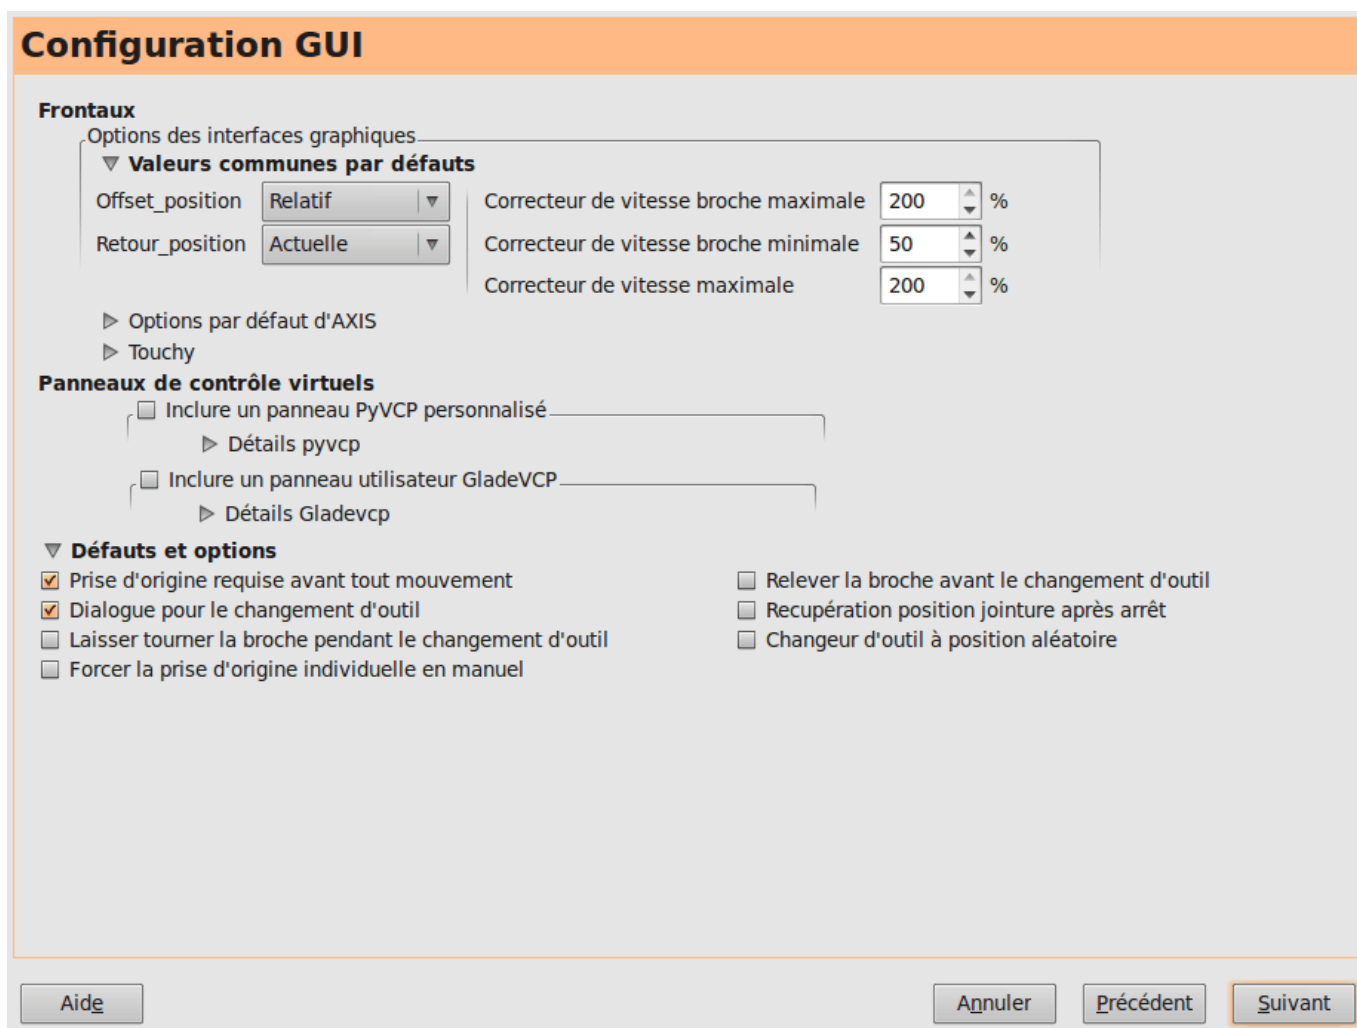 Configuration GUI
Frontaux
Options des interfaces graphiques
Valeurs communes par défauts
Offset_position Relatif Correcteur de vitesse broche maximale 200 %
Retour_position Actuelle Correcteur de vitesse broche minimale 50 %
Correcteur de vitesse maximale 200 %
Options par défaut d'AXIS
Touchy
Panneaux de contrôle virtuels
Inclure un panneau PyVCP personnalisé
Détails pyvcp
Inclure un panneau utilisateur GladeVCP
Détails Gladevcp
Défauts et options
Prise d'origine requise avant tout mouvement Relever la broche avant le changement d'outil
Dialogue pour le changement d'outil Recupération position jointure après arrêt
Laisser tourner la broche pendant le changement d'outil Changeur d'outil à position aléatoire
Forcer la prise d'origine individuelle en manuel
Aide Annuler Précédent Suivant